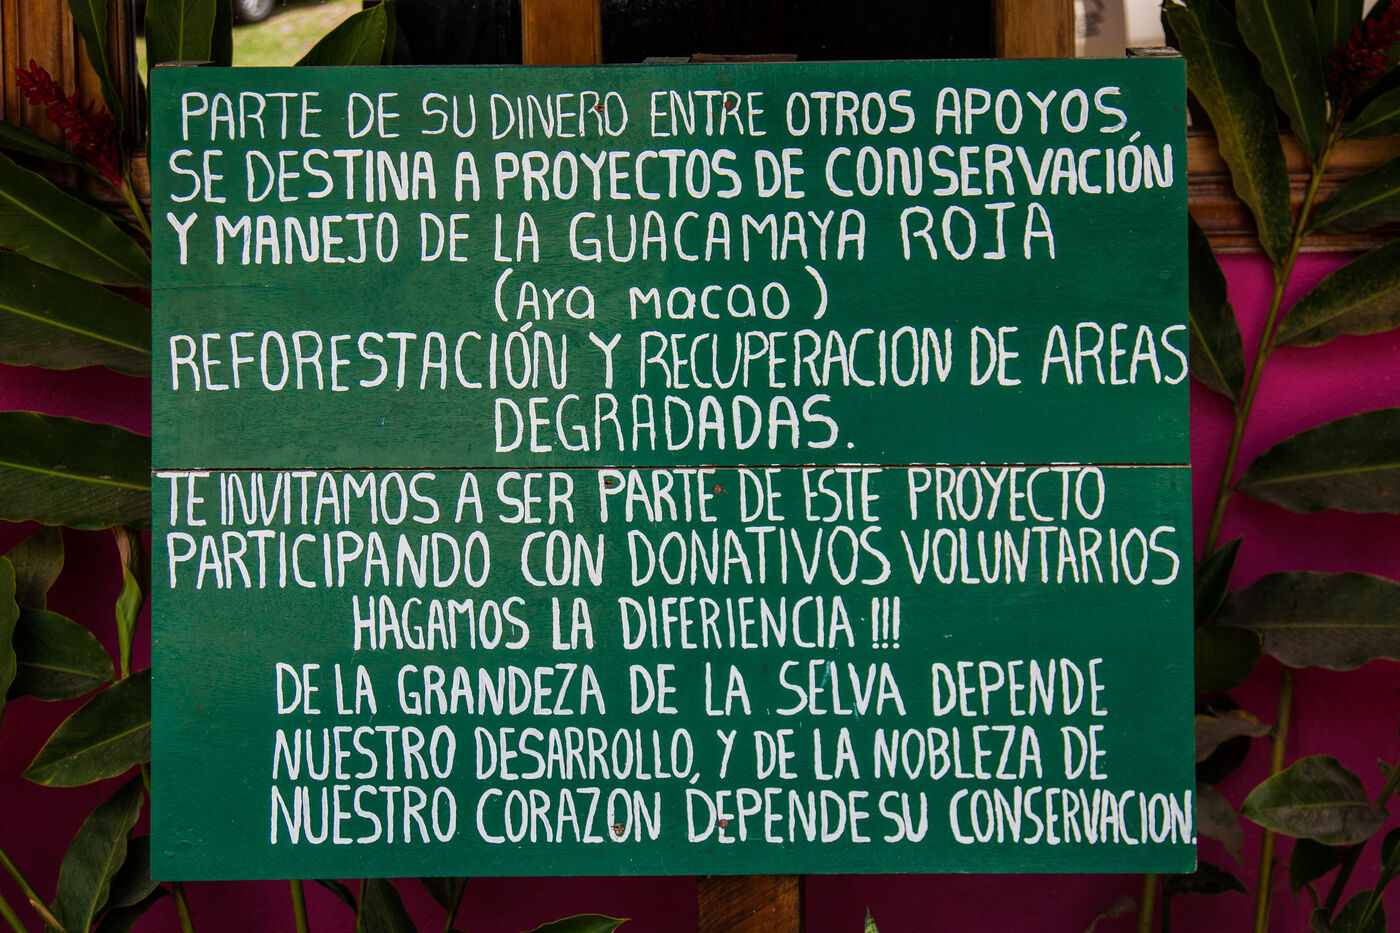 PARTE DE SU DINERO ENTRE OTROS APOYOS,
SE DESTINA A PROYECTOS DE CONSERVACIÓN
Y MANEJO DE LA GUACAMAYA ROJA
(Ara macao)
REFORESTACIÓN Y RECUPERACION DE AREAS
DEGRADADAS.
TE INVITAMOS A SER PARTE DE ESTE PROYECTO
PARTICIPANDO CON DONATIVOS VOLUNTARIOS
HAGAMOS LA DIFERIENCIA !!!
DE LA GRANDEZA DE LA SELVA DEPENDE
NUESTRO DESARROLLO, Y DE LA NOBLEZA DE
NUESTRO CORAZON DEPENDE SU CONSERVACION.